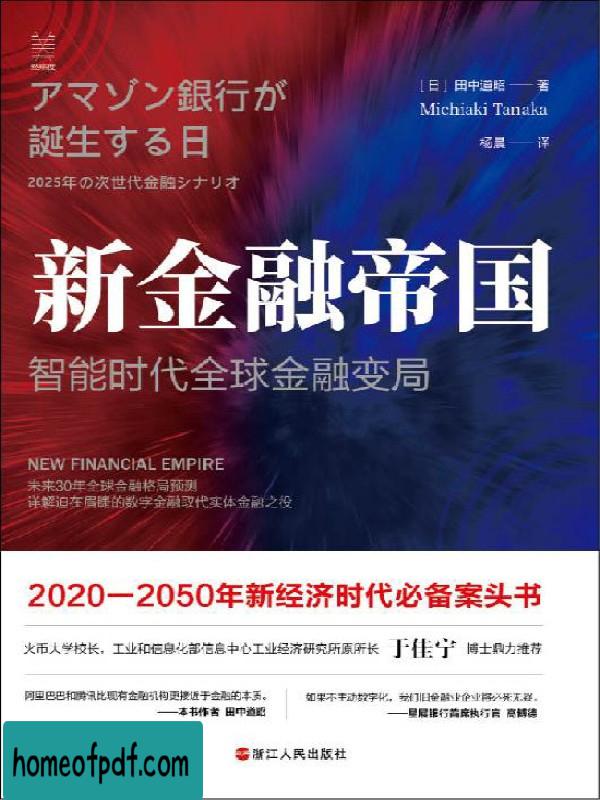 アマゾン銀行が
誕生する日
2025年の次世代金融シナリオ
[日] 田中道昭——著
Michiaki Tanaka
杨晨——译
新金融帝国
智能时代全球金融变局
NEW FINANCIAL EMPIRE
未来30年全球金融格局预测
详解迫在眉睫的数字金融取代实体金融之役
2020—2050年新经济时代必备案头书
火币大学校长，工业和信息化部信息中心工业经济研究所原所长 于佳宁 博士鼎力推荐
阿里巴巴和腾讯比现有金融机构更接近于金融的本质。
——本书作者 田中道昭
如果不主动数字化，我们旧金融业企业将必死无疑。
——星展银行首席执行官 高博德
浙江人民出版社
homeofpdf.com